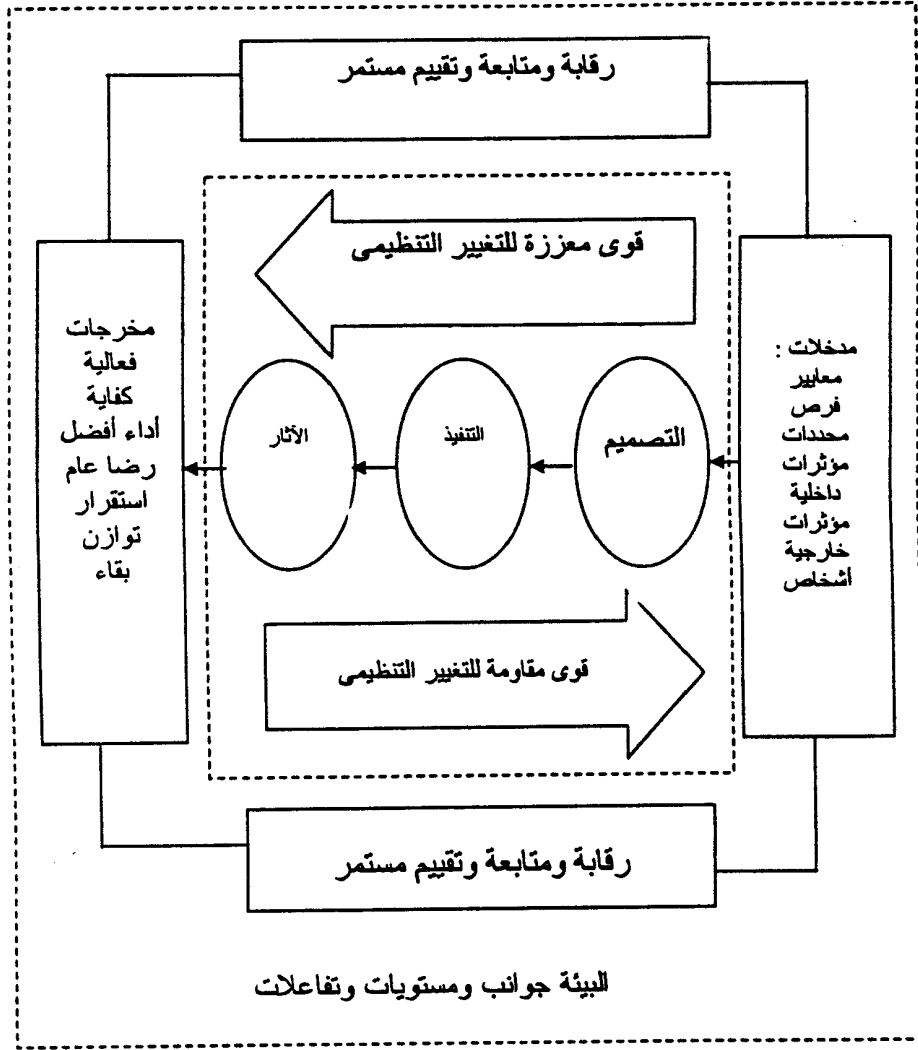 رقابة ومتابعة وتقييم مستمر
قوى معززة للتغيير التنظيمى
مدخلات :
معايير
فرص
محددات
مؤثرات
داخلية
مؤثرات
خارجية
أشخاص
التصميم
التنفيذ
الآثار
مخرجات
فعالية
كفاية
أداء أفضل
رضا عام
استقرار
توازن
بقاء
قوى مقاومة للتغيير التنظيمى
رقابة ومتابعة وتقييم مستمر
البيئة جوانب ومستويات وتفاعلات